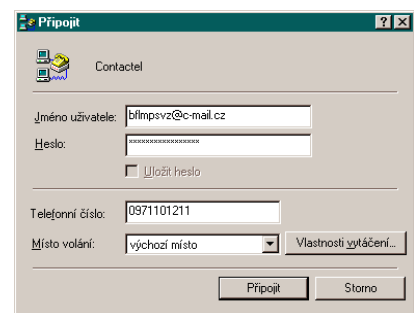 Připojit
Contactel
Jméno uživatele: bflmpsvz@c-mail.cz
Heslo: ****************
Uložit heslo
Telefonní číslo: 0971101211
Místo volání: výchozí místo Vlastnosti vytáčení...
Připojit Storno